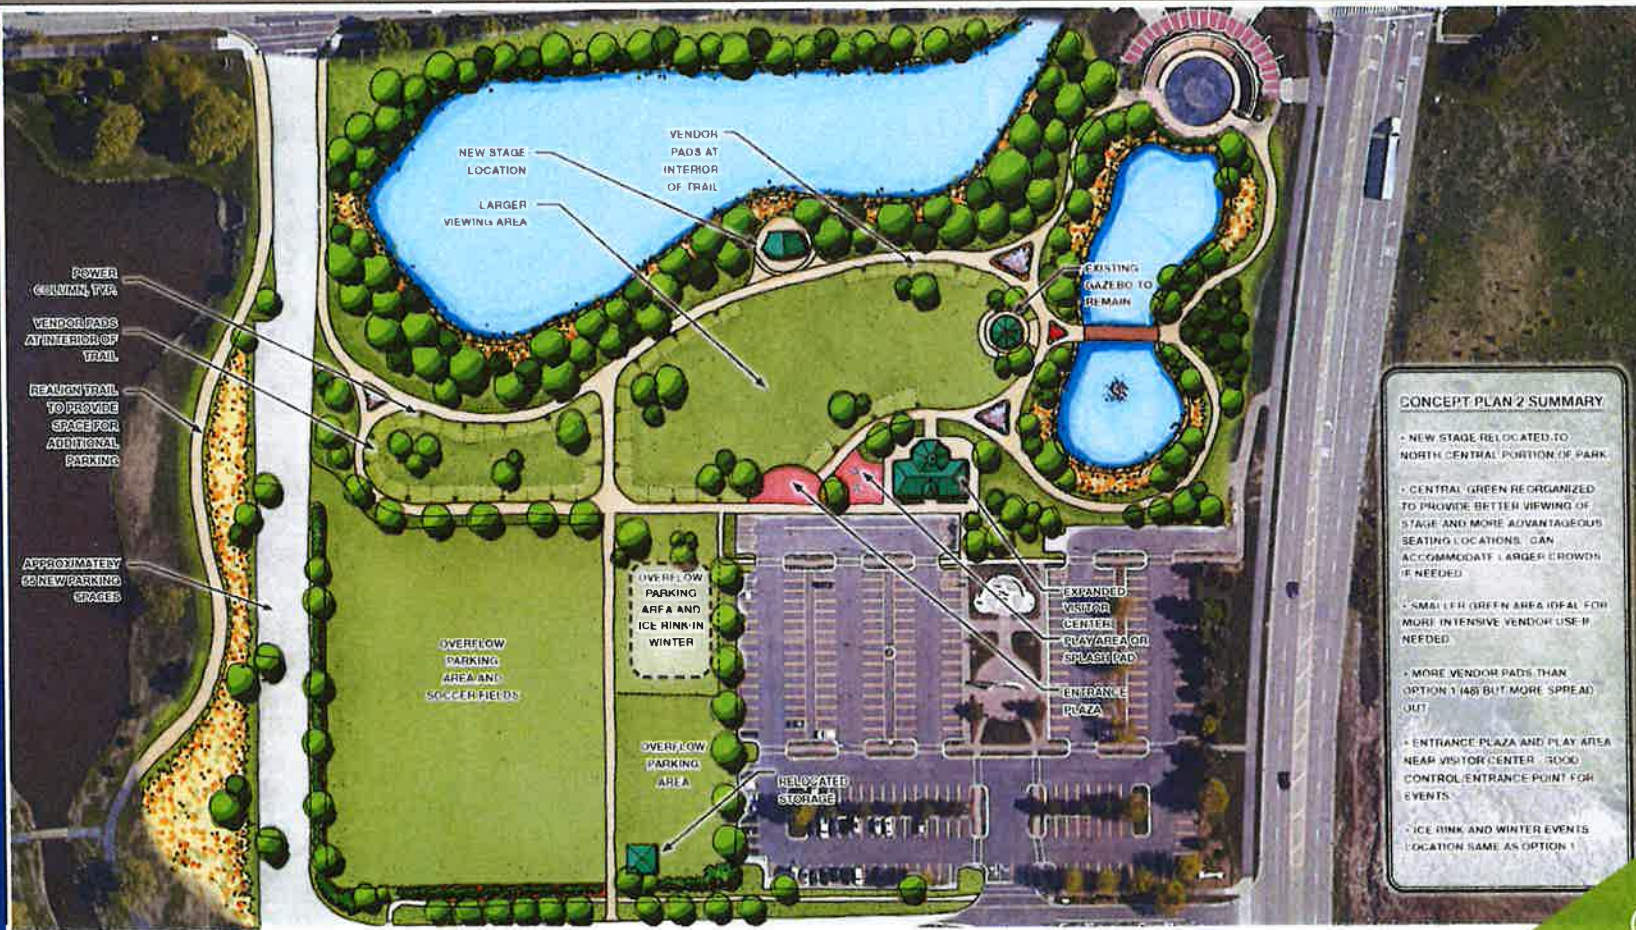 NEW STAGE
LOCATION
VENDOR
PADS AT
INTERIOR
OF TRAIL
LARGER
VIEWING AREA
POWER
COLUMN, TYP.
VENDOR PADS
AT INTERIOR OF
TRAIL
REALIGN TRAIL
TO PROVIDE
SPACE FOR
ADDITIONAL
PARKING
APPROXIMATELY
55 NEW PARKING
SPACES
EXISTING
GAZEBO TO
REMAIN
OVERFLOW
PARKING
AREA AND
ICE RINK IN
WINTER
OVERFLOW
PARKING
AREA AND
SOCCER FIELDS
OVERFLOW
PARKING
AREA
RELOCATED
STORAGE
EXPANDED
VISITOR
CENTER
PLAY AREA OR
SPLASH PAD
ENTRANCE
PLAZA
CONCEPT PLAN 2 SUMMARY
• NEW STAGE RELOCATED TO
NORTH CENTRAL PORTION OF PARK
• CENTRAL GREEN REORGANIZED
TO PROVIDE BETTER VIEWING OF
STAGE AND MORE ADVANTAGEOUS
SEATING LOCATIONS. CAN
ACCOMMODATE LARGER CROWDS
IF NEEDED
• SMALLER GREEN AREA IDEAL FOR
MORE INTENSIVE VENDOR USE IF
NEEDED
• MORE VENDOR PADS THAN
OPTION 1 (48) BUT MORE SPREAD
OUT
• ENTRANCE PLAZA AND PLAY AREA
NEAR VISITOR CENTER. GOOD
CONTROL/ENTRANCE POINT FOR
EVENTS
• ICE RINK AND WINTER EVENTS
LOCATION SAME AS OPTION 1